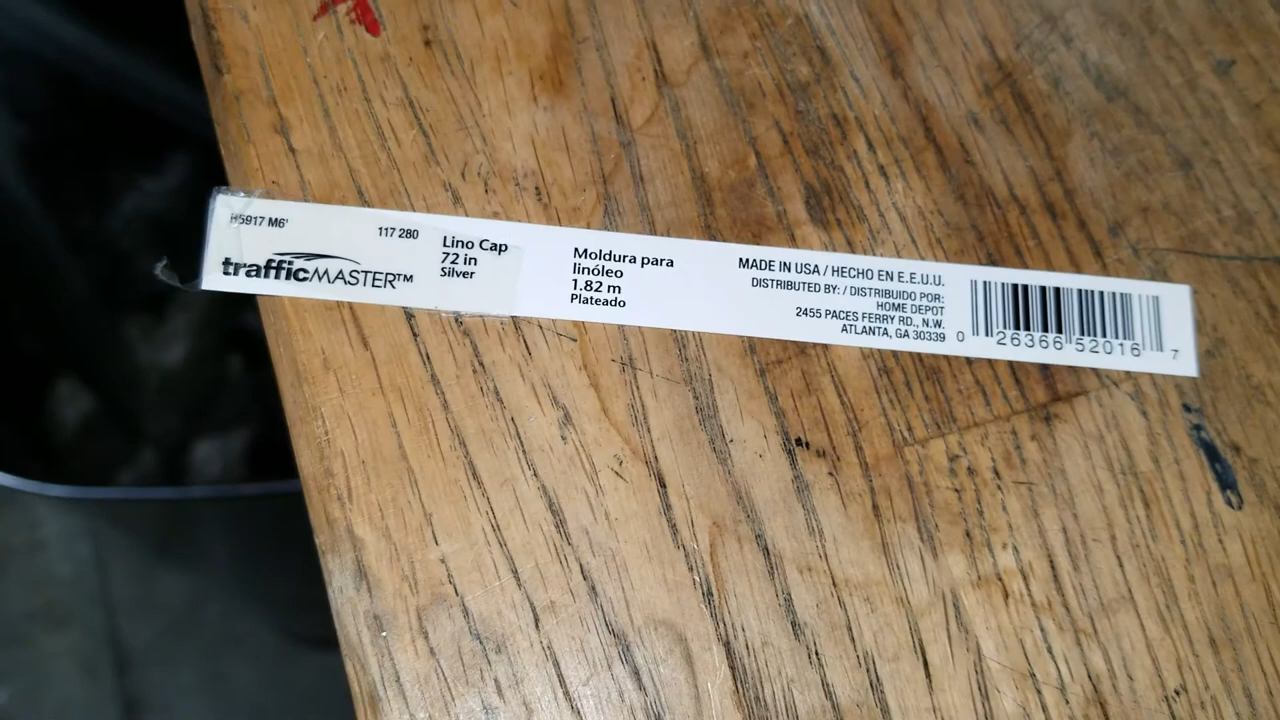 H5917 M6'
117 280
trafficMASTER™
Lino Cap
72 in
Silver
Moldura para
linóleo
1.82 m
Plateado
MADE IN USA / HECHO EN E.E.U.U.
DISTRIBUTED BY: / DISTRIBUIDO POR:
HOME DEPOT
2455 PACES FERRY RD., N.W.
ATLANTA, GA 30339
0 26366 52016 7